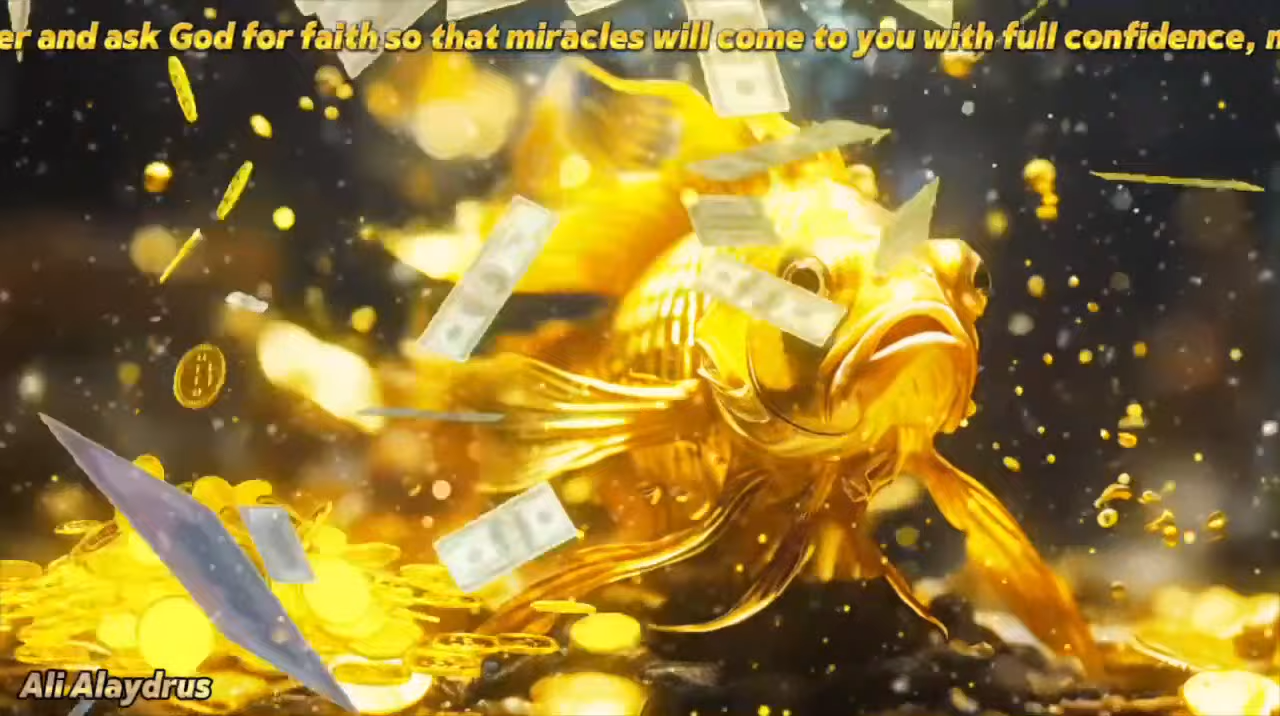 er and ask God for faith so that miracles will come to you with full confidence,
Ali Alaydrus